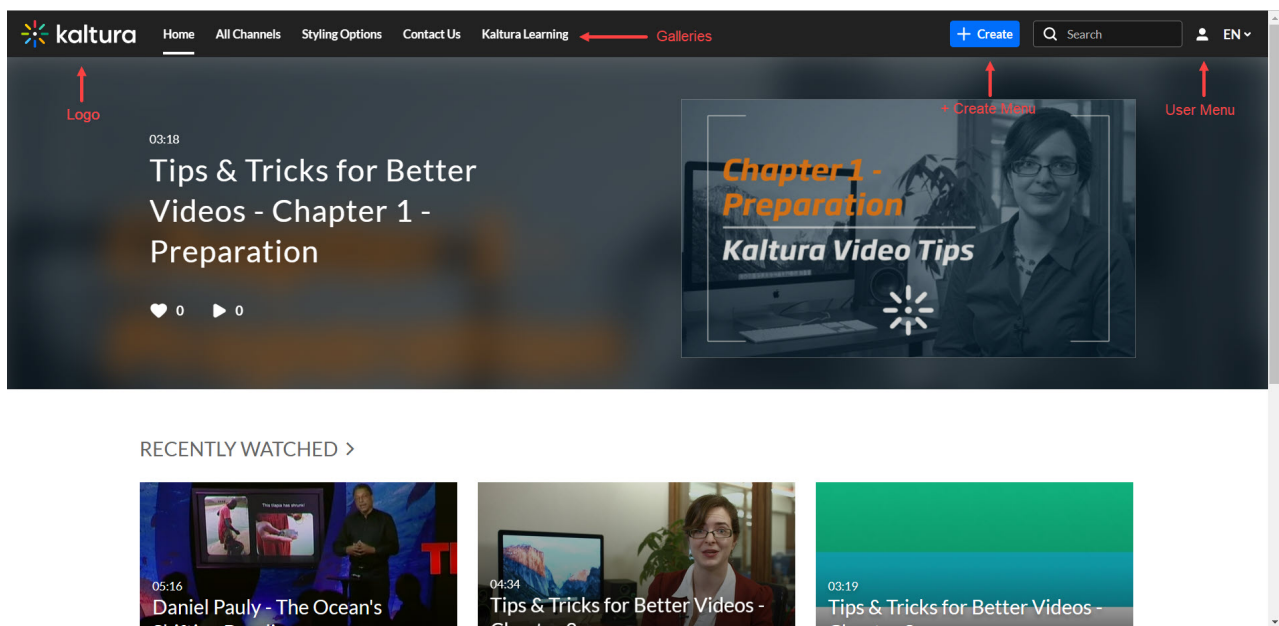 kaltura Home All Channels Styling Options Contact Us Kaltura Learning Galleries + Create Search EN
Logo
+ Create Menu
User Menu
03:18
Tips & Tricks for Better
Videos - Chapter 1 -
Preparation
0 0
Chapter 1 -
Preparation
Kaltura Video Tips
RECENTLY WATCHED >
The tilapia has shrunk!
05:16
Daniel Pauly - The Ocean's
04:34
Tips & Tricks for Better Videos -
03:19
Tips & Tricks for Better Videos -